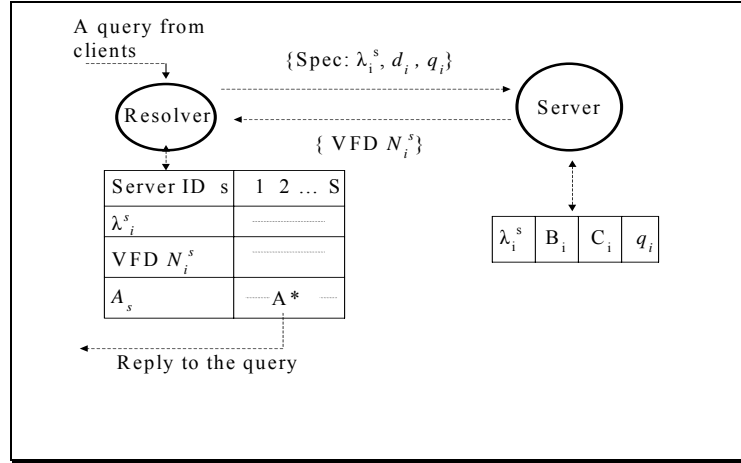 A query from
clients
{Spec: λ_i^s, d_i, q_i}
Resolver
Server
{ VFD N_i^s}
Server ID s 1 2 ... S
λ_i^s
VFD N_i^s
A_s A*
λ_i^s B_i C_i q_i
Reply to the query